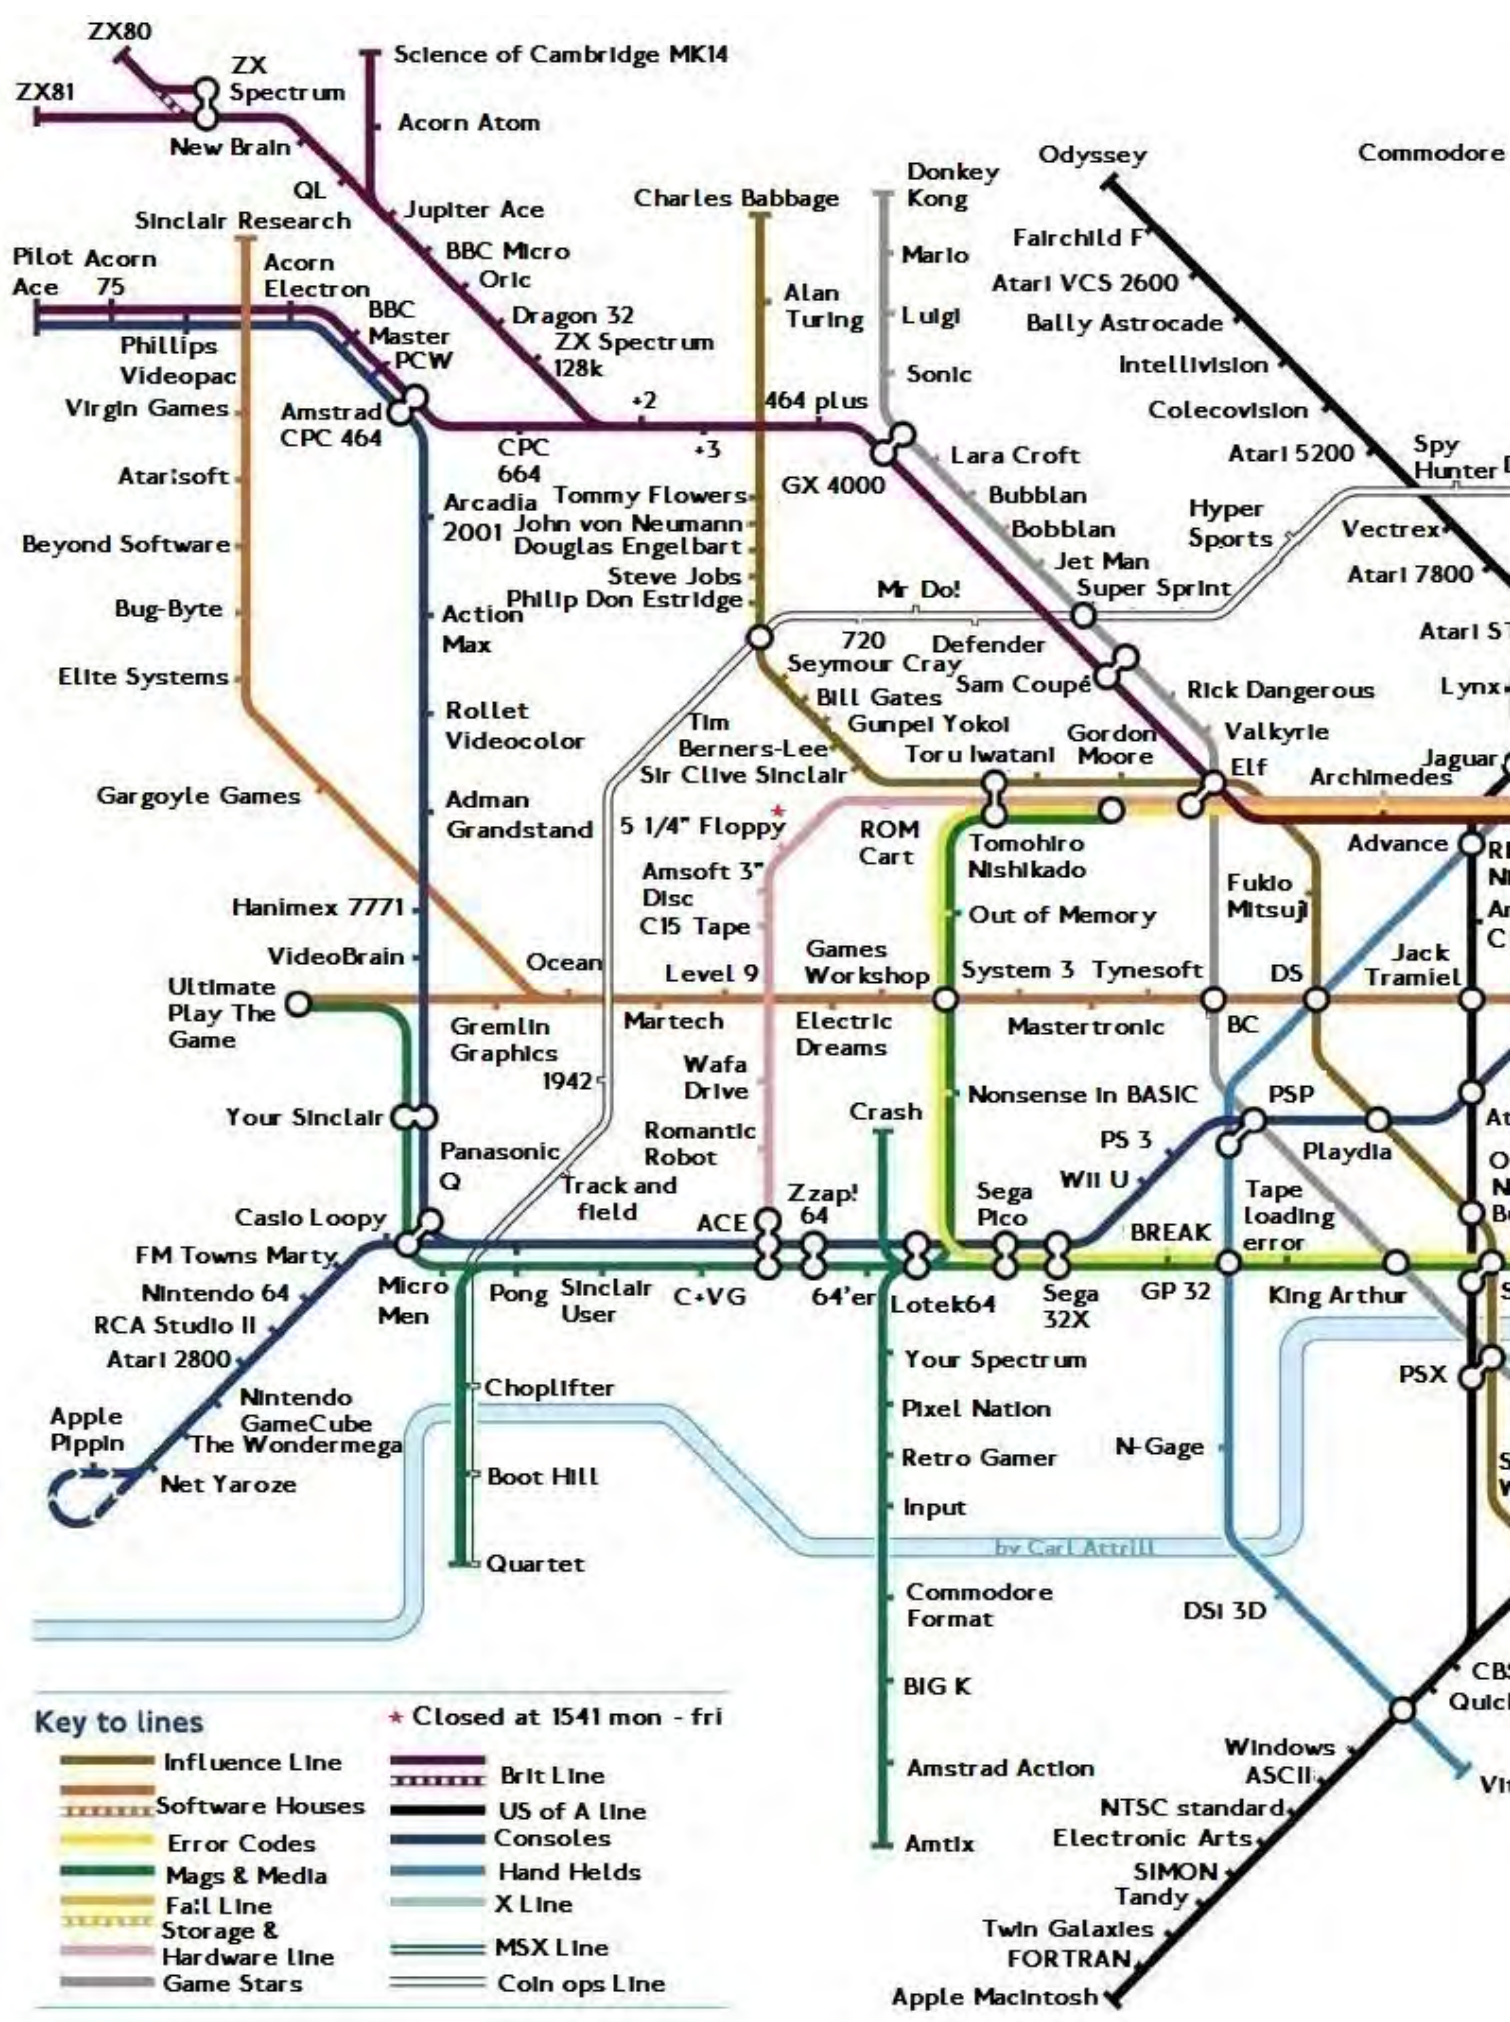 ZX80
ZX
Spectrum
ZX81
Science of Cambridge MK14
Acorn Atom
New Brain
QL
Jupiter Ace
BBC Micro
Oric
Dragon 32
ZX Spectrum
128k
Odyssey
Commodore
Donkey
Kong
Charles Babbage
Mario
Luigi
Sonic
Alan
Turing
Fairchild F
Atari VCS 2600
Bally Astrocade
Intellivision
Colecovision
Atari 5200
Spy
Hunter
Vectrex
Atari 7800
Sinclair Research
Pilot
Ace
Acorn
75
Acorn
Electron
BBC
Master
PCW
Phillips
Videopac
Virgin Games
Amstrad
CPC 464
+2
464 plus
CPC
664
+3
GX 4000
Lara Croft
Bubblan
Bobblan
Jet Man
Super Sprint
Hyper
Sports
Atarisoft
Arcadia
2001
Tommy Flowers
John von Neumann
Douglas Engelbart
Steve Jobs
Philip Don Estridge
Beyond Software
Bug-Byte
Action
Max
Mr Do!
720
Defender
Elite Systems
Seymour Cray
Sam Coupé
Bill Gates
Gunpei Yokoi
Rick Dangerous
Lynx
Rollet
Videocolor
Tim
Berners-Lee
Sir Clive Sinclair
Toru Iwatani
Gordon
Moore
Valkyrie
Elf
Archimedes
Jaguar
Gargoyle Games
Adman
Grandstand
5 1/4" Floppy
ROM
Cart
Tomohiro
Nishikado
Advance
Amsoft 3"
Disc
C15 Tape
Fukio
Mitsuji
Hanimex 7771
Out of Memory
VideoBrain
Ocean
Level 9
Games
Workshop
System 3
Tynesoft
DS
Jack
Tramiel
Ultimate
Play The
Game
Gremlin
Graphics
Martech
Electric
Dreams
Mastertronic
BC
1942
Wafa
Drive
Nonsense in BASIC
PSP
Your Sinclair
Crash
PS 3
Playdia
Panasonic
Q
Romantic
Robot
Wii U
Track and
field
Zzap!
64
Sega
Pico
Tape
loading
error
Casio Loopy
ACE
BREAK
FM Towns Marty
Micro
Men
Pong
Sinclair
User
C+VG
64'er
Lotek64
Sega
32X
GP 32
King Arthur
Nintendo 64
RCA Studio II
Atari 2800
Your Spectrum
PSX
Nintendo
GameCube
Choplifter
Pixel Nation
Apple
Pippin
The Wondermega
Net Yaroze
Boot Hill
Retro Gamer
N-Gage
Input
by Carl Attrill
Quartet
Commodore
Format
DSi 3D
BIG K
Amstrad Action
Amtix
Windows
ASCII
NTSC standard
Electronic Arts
SIMON
Tandy
Twin Galaxies
FORTRAN
Apple Macintosh
Key to lines
★ Closed at 1541 mon - fri
Influence Line
Software Houses
Error Codes
Mags & Media
Fail Line
Storage &
Hardware line
Game Stars
Brit Line
US of A line
Consoles
Hand Helds
X Line
MSX Line
Coin ops Line